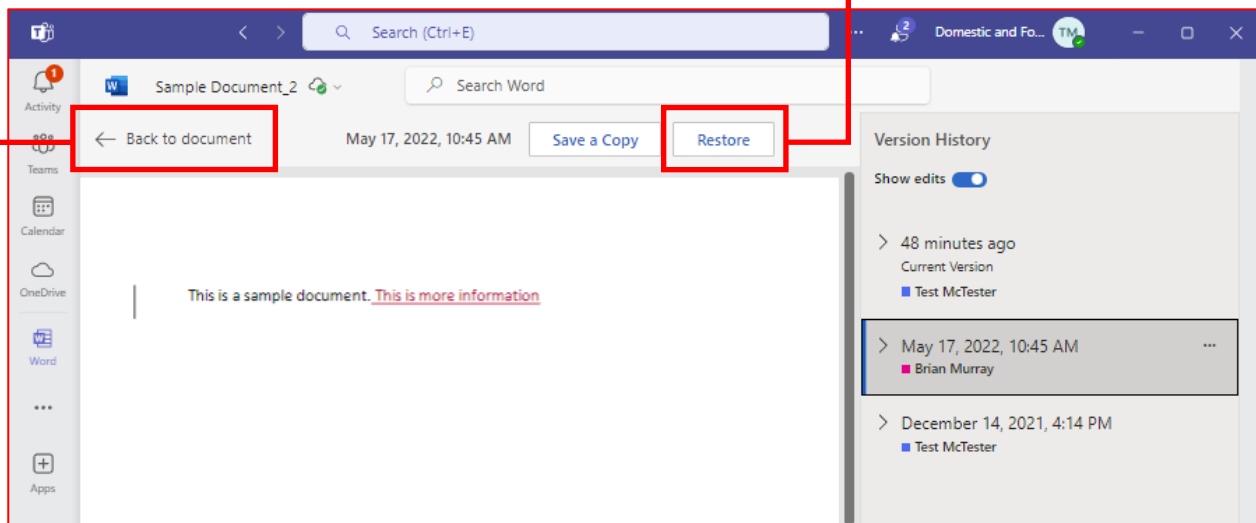 Search (Ctrl+E)
...
2
Domestic and Fo...
TM
1
Activity
W
Sample Document_2
Search Word
Back to document
May 17, 2022, 10:45 AM
Save a Copy
Restore
Version History
Teams
Show edits
Calendar
48 minutes ago
Current Version
Test McTester
OneDrive
This is a sample document. This is more information
Word
May 17, 2022, 10:45 AM
...
Brian Murray
...
December 14, 2021, 4:14 PM
Test McTester
Apps